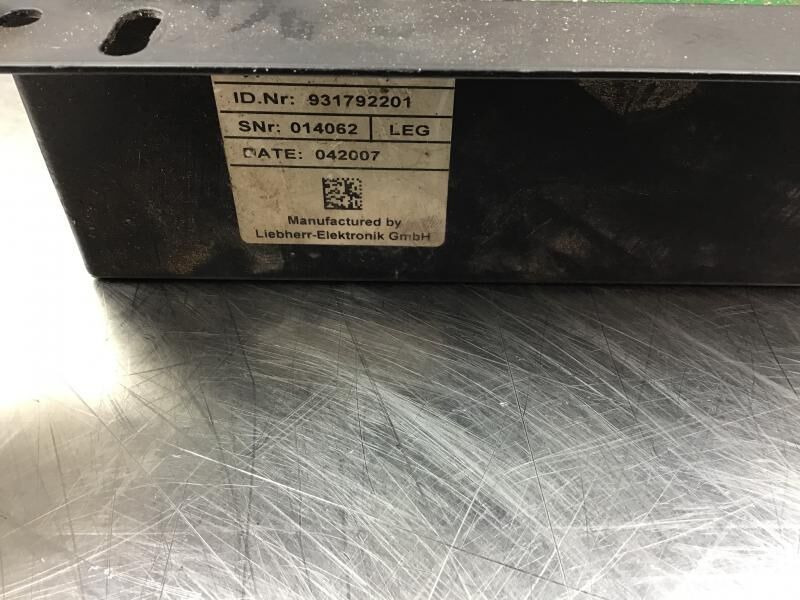 ID.Nr: 931792201
SNr: 014062 LEG
DATE: 042007
Manufactured by
Liebherr-Elektronik GmbH